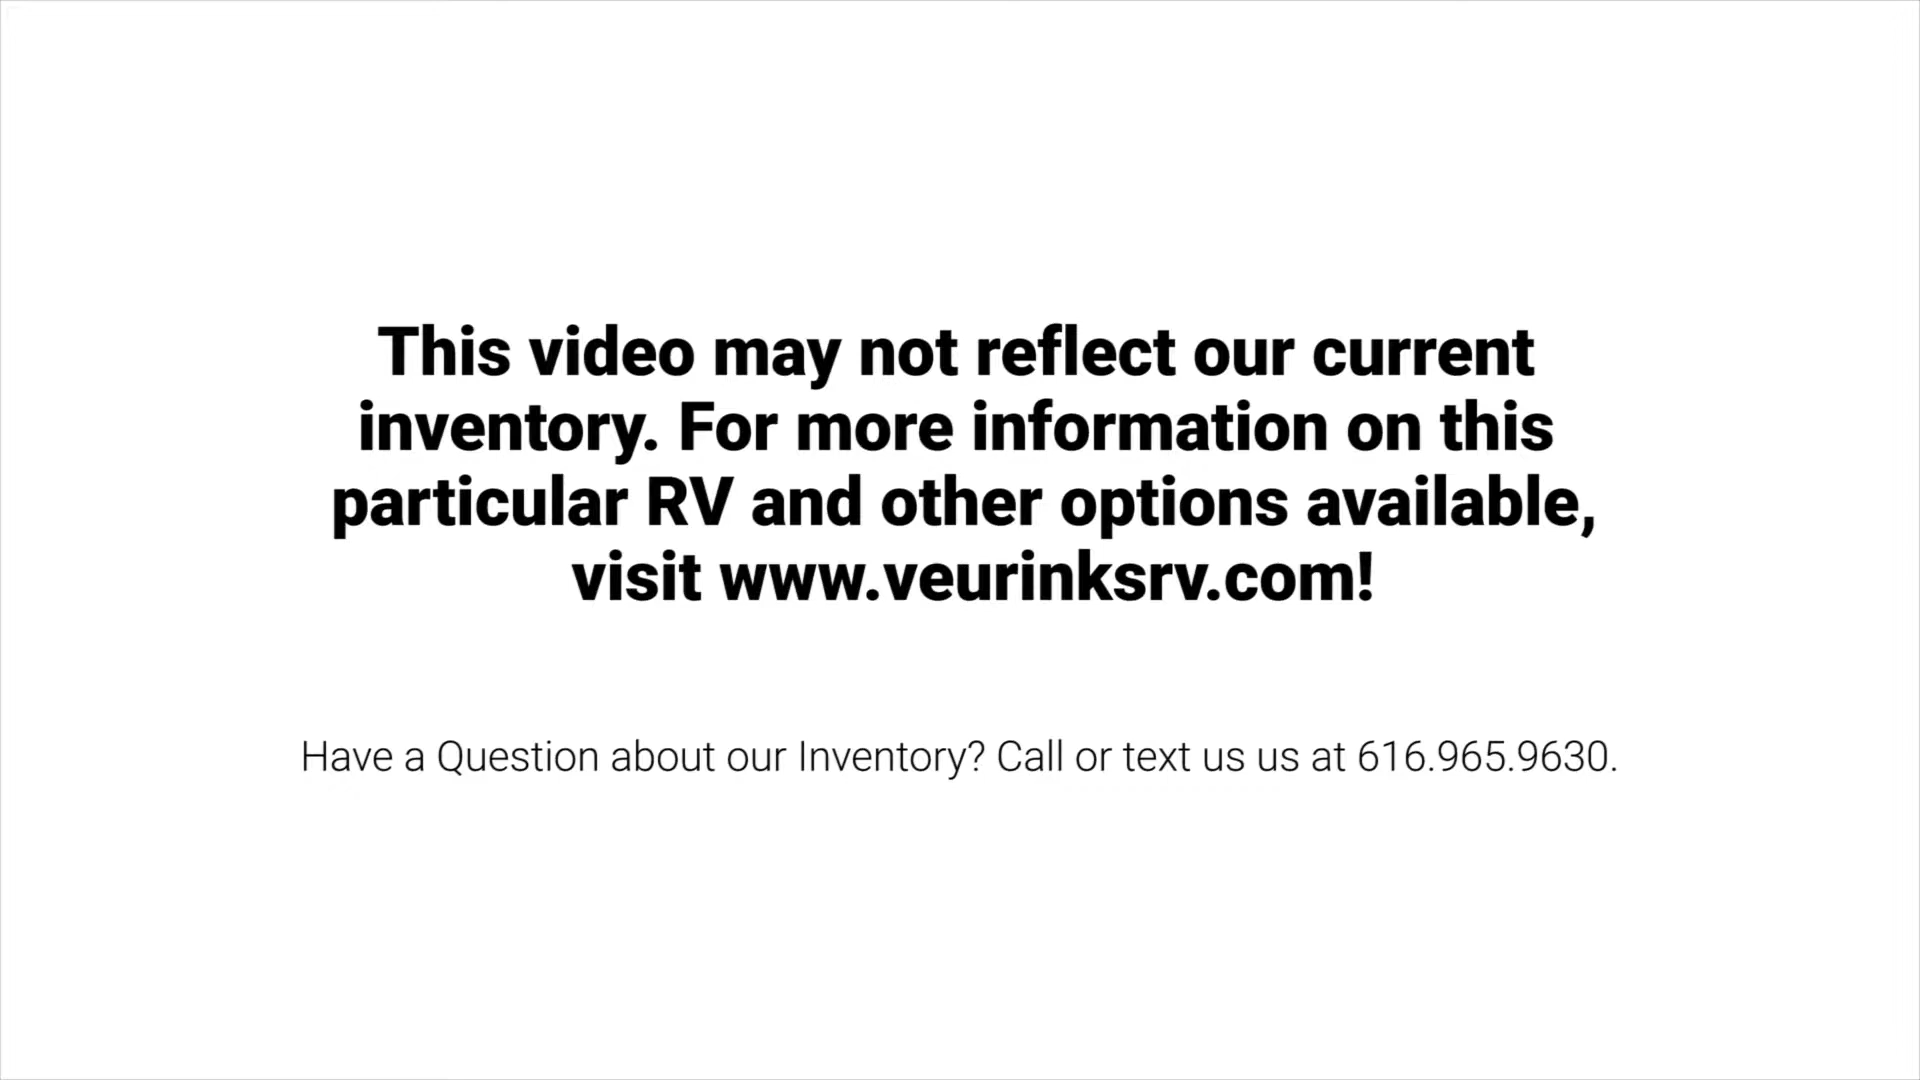 This video may not reflect our current
inventory. For more information on this
particular RV and other options available,
visit www.veurinksrv.com!
Have a Question about our Inventory? Call or text us us at 616.965.9630.